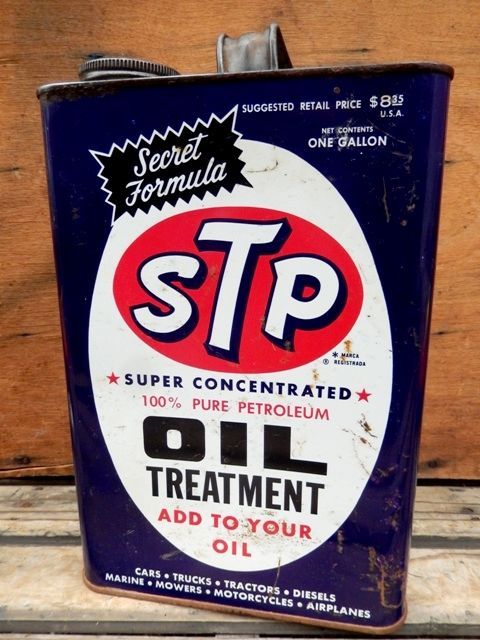 SUGGESTED RETAIL PRICE $8.35
U.S.A.
NET CONTENTS
ONE GALLON
Secret
Formula
STP
* MARCA
® REGISTRADA
★ SUPER CONCENTRATED ★
100% PURE PETROLEUM
OIL
TREATMENT
ADD TO YOUR
OIL
CARS • TRUCKS • TRACTORS • DIESELS
MARINE • MOWERS • MOTORCYCLES • AIRPLANES